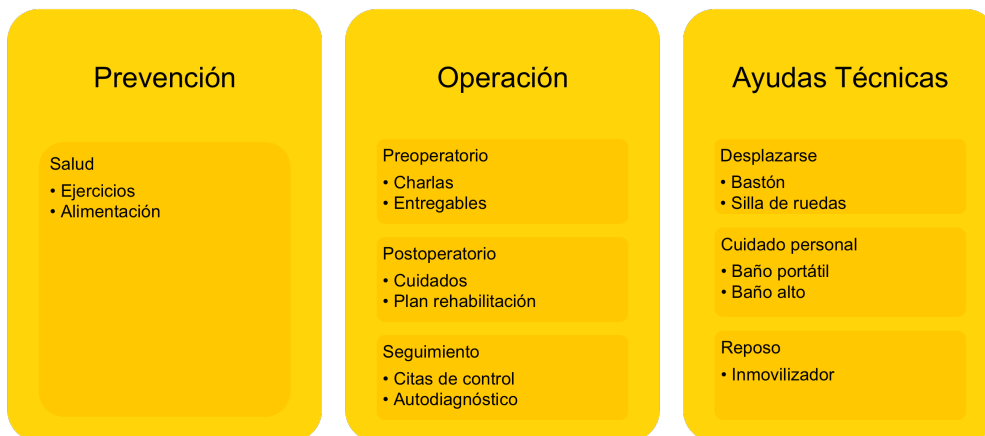 Prevención
Salud
• Ejercicios
• Alimentación
Operación
Preoperatorio
• Charlas
• Entregables
Postoperatorio
• Cuidados
• Plan rehabilitación
Seguimiento
• Citas de control
• Autodiagnóstico
Ayudas Técnicas
Desplazarse
• Bastón
• Silla de ruedas
Cuidado personal
• Baño portátil
• Baño alto
Reposo
• Inmovilizador